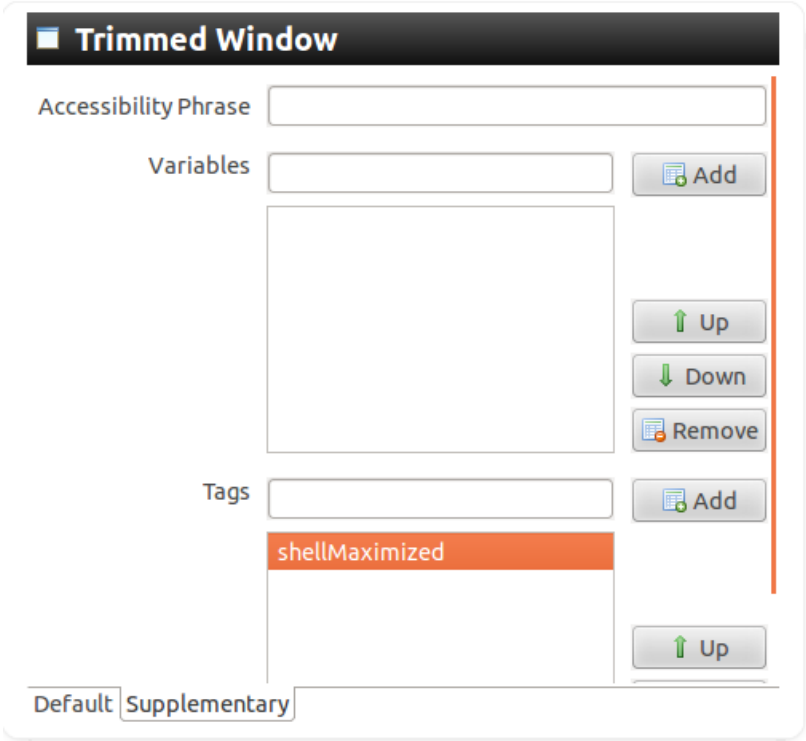 Trimmed Window
Accessibility Phrase
Variables
Add
Up
Down
Remove
Tags
Add
shellMaximized
Up
Default Supplementary